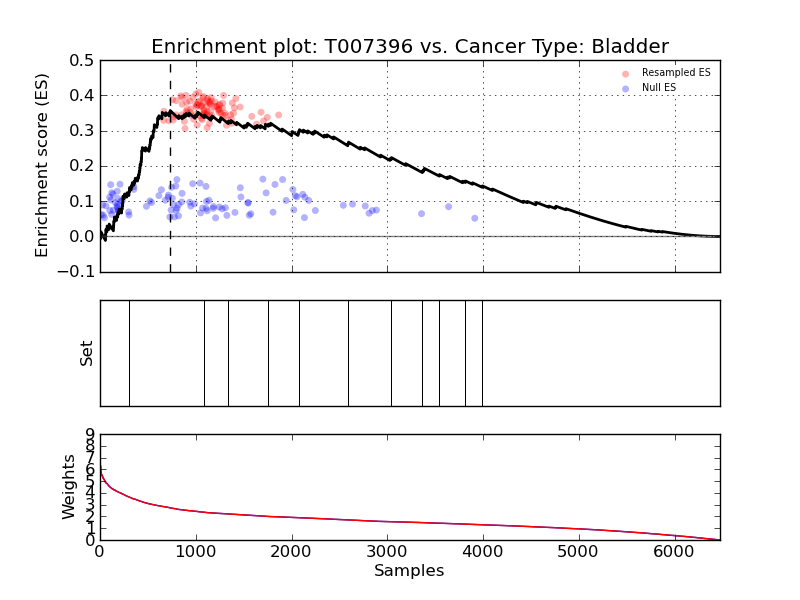 Enrichment plot: T007396 vs. Cancer Type: Bladder
0.5
0.4
0.3
0.2
0.1
0.0
−0.1
Enrichment score (ES)
Resampled ES
Null ES
Set
9
8
7
6
5
4
3
2
1
0
Weights
0 1000 2000 3000 4000 5000 6000
Samples